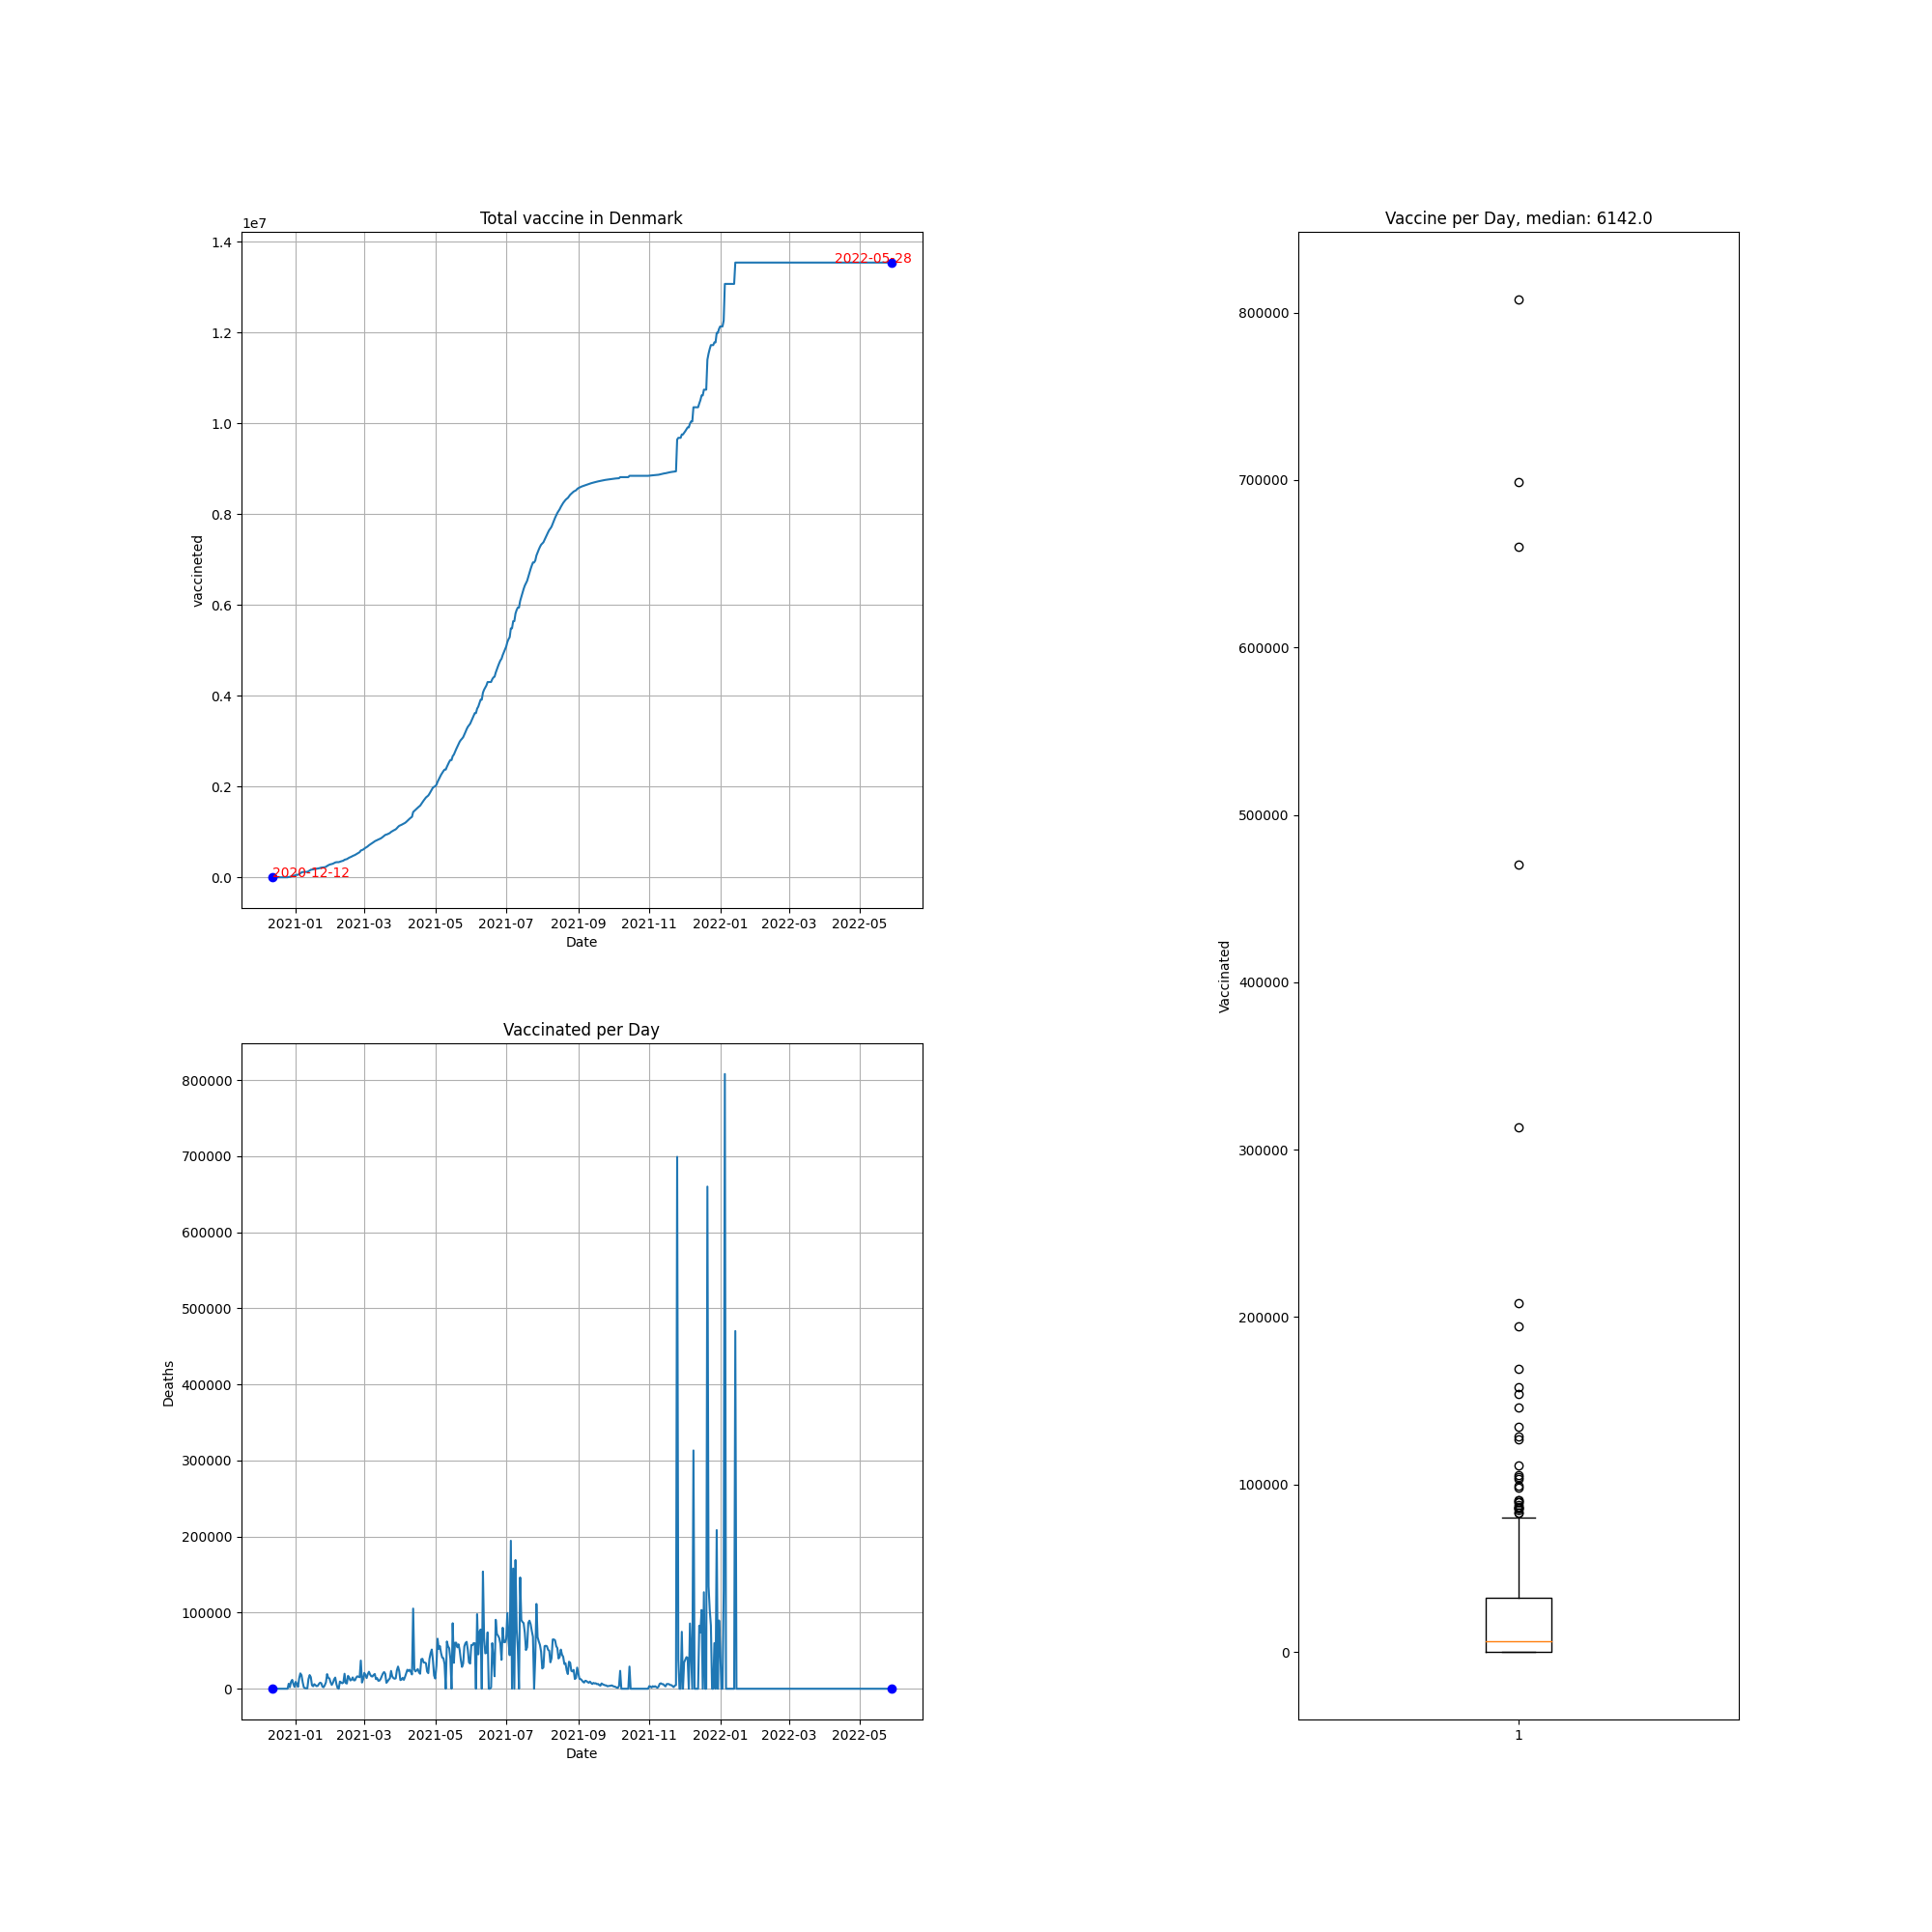 Total vaccine in Denmark
1e7
1.4
1.2
1.0
0.8
0.6
0.4
0.2
0.0
vaccineted
2022-05-28
2020-12-12
2021-01 2021-03 2021-05 2021-07 2021-09 2021-11 2022-01 2022-03 2022-05
Date
Vaccinated per Day
800000
700000
600000
500000
400000
300000
200000
100000
0
Deaths
2021-01 2021-03 2021-05 2021-07 2021-09 2021-11 2022-01 2022-03 2022-05
Date
Vaccine per Day, median: 6142.0
800000
700000
600000
500000
400000
300000
200000
100000
0
Vaccinated
1